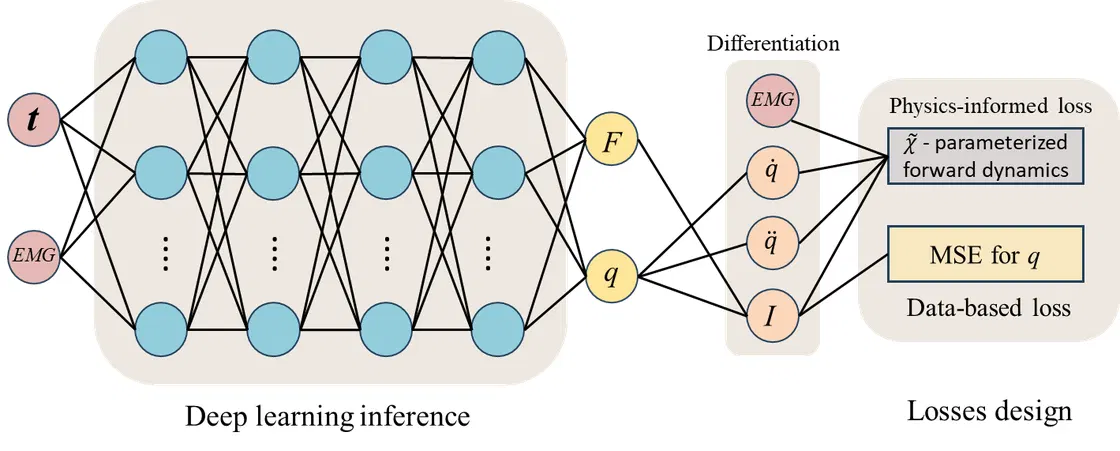 Differentiation
t
EMG
F
q
EMG
q̇
q̈
I
Physics-informed loss
χ̃ - parameterized
forward dynamics
MSE for q
Data-based loss
Deep learning inference
Losses design